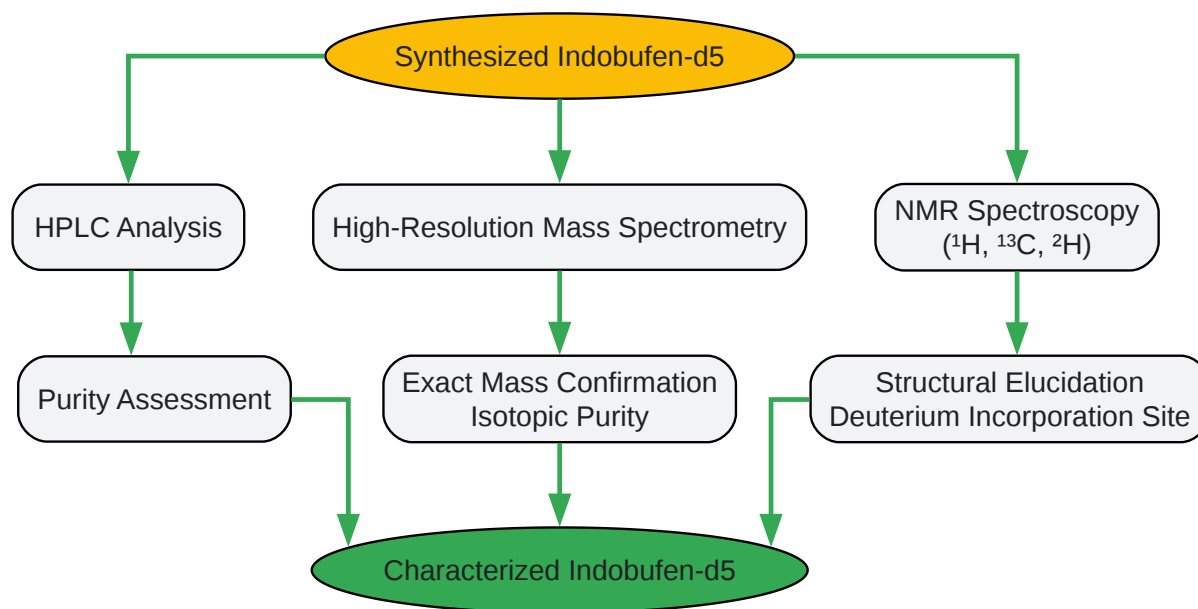 Synthesized Indobufen-d5
HPLC Analysis
High-Resolution Mass Spectrometry
NMR Spectroscopy
(¹H, ¹³C, ²H)
Purity Assessment
Exact Mass Confirmation
Isotopic Purity
Structural Elucidation
Deuterium Incorporation Site
Characterized Indobufen-d5